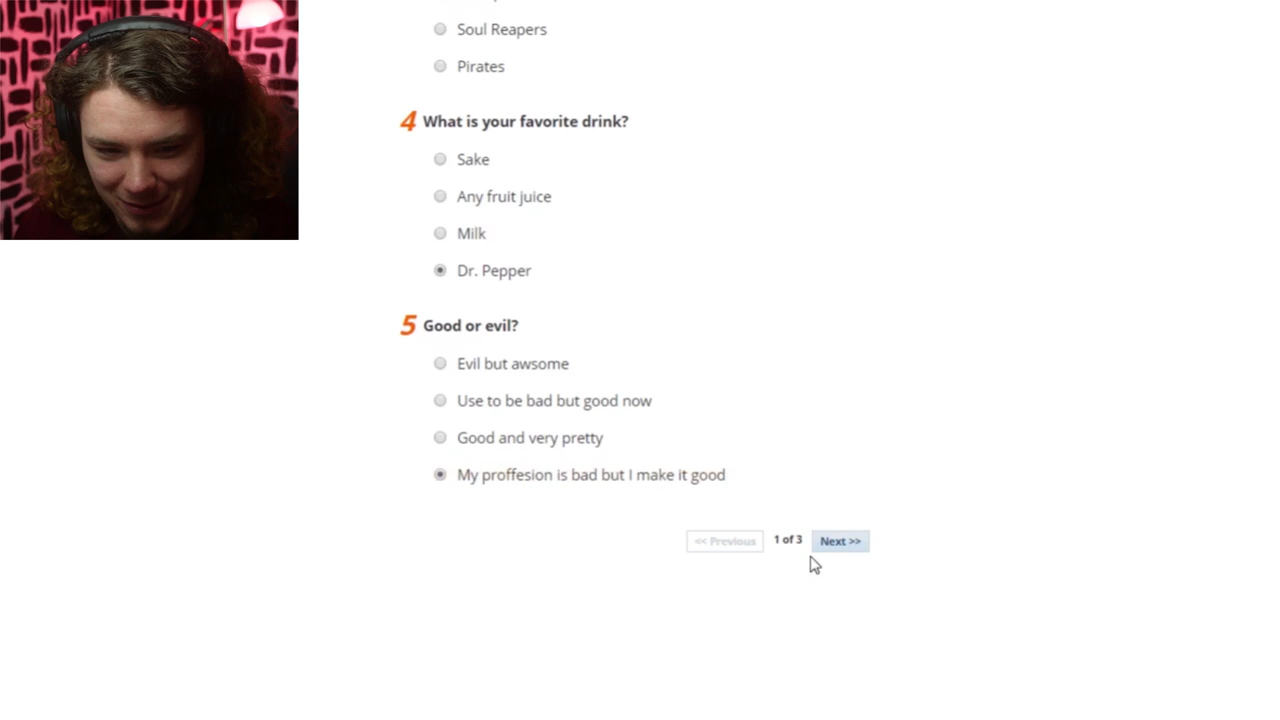 Soul Reapers
Pirates
4 What is your favorite drink?
Sake
Any fruit juice
Milk
Dr. Pepper
5 Good or evil?
Evil but awsome
Use to be bad but good now
Good and very pretty
My proffesion is bad but I make it good
<< Previous 1 of 3 Next >>